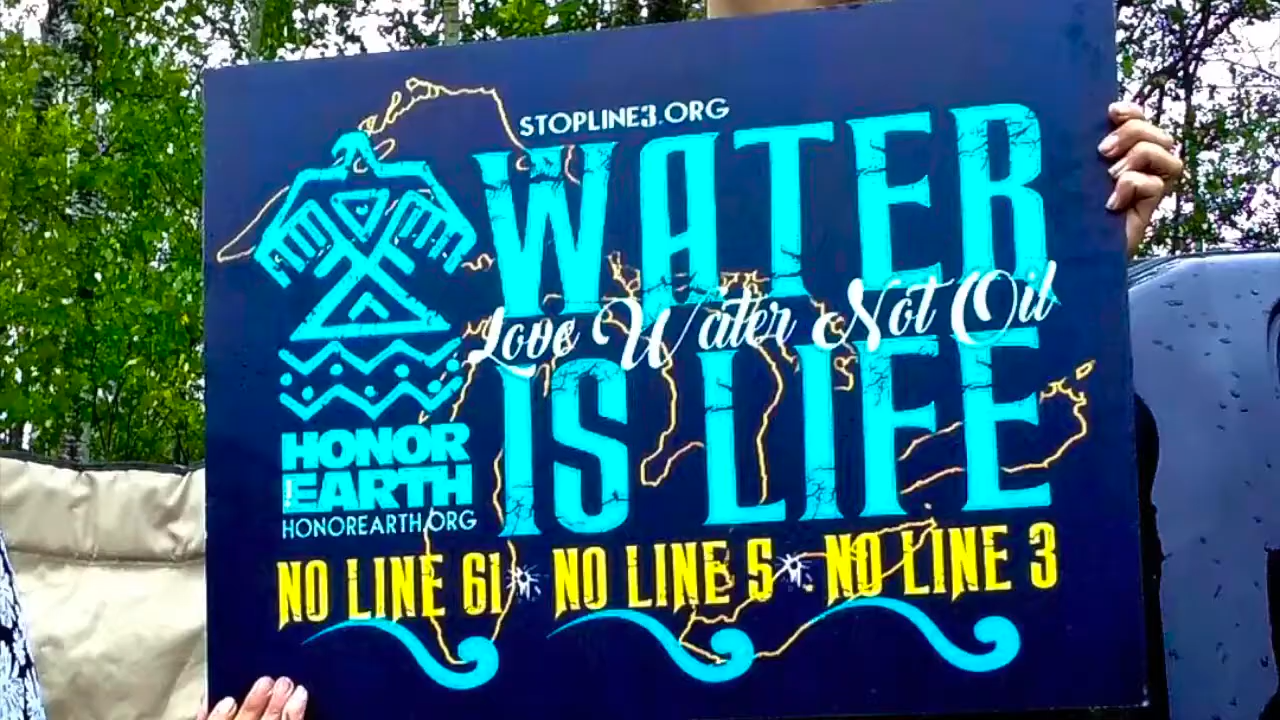 STOPLINE3.ORG
WATER
Love Water Not Oil
IS LIFE
HONOR
THE EARTH
HONOREARTH.ORG
NO LINE 61 * NO LINE 5 * NO LINE 3